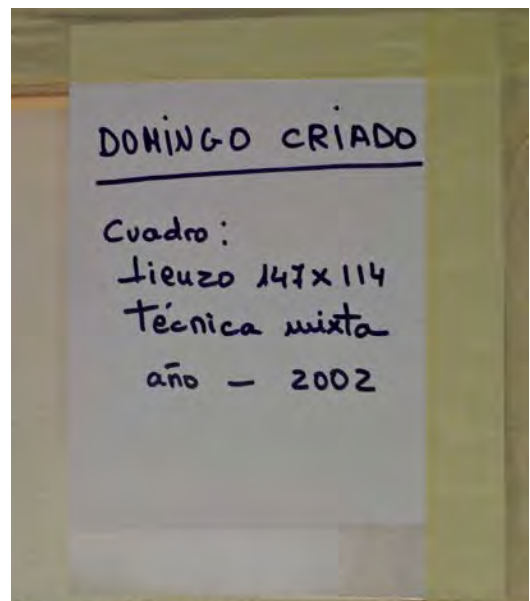 DOMINGO CRIADO
Cuadro:
Lienzo 147x114
Técnica mixta
año — 2002